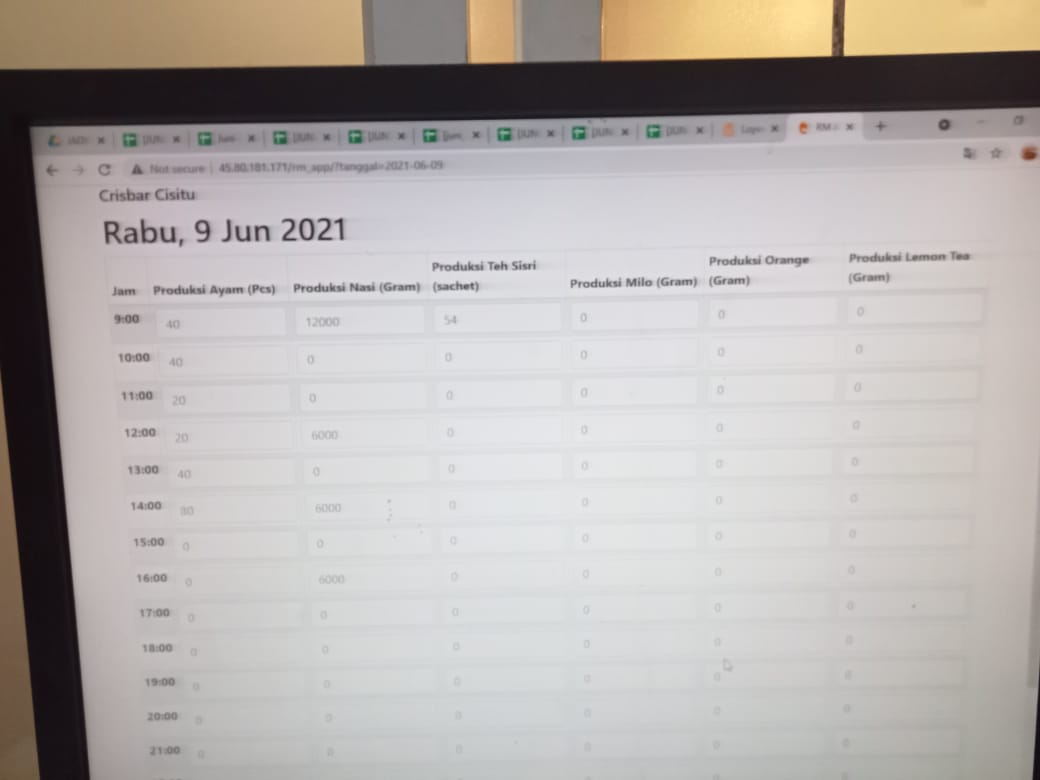 Not secure | 45.80.181.171/rm_app/?tanggal=2021-06-09
Crisbar Cisitu
Rabu, 9 Jun 2021
Jam Produksi Ayam (Pcs) Produksi Nasi (Gram) Produksi Teh Sisri (sachet) Produksi Milo (Gram) Produksi Orange (Gram) Produksi Lemon Tea (Gram)
9:00 40 12000 54 0 0 0
10:00 40 0 0 0 0 0
11:00 20 0 0 0 0 0
12:00 20 6000 0 0 0 0
13:00 40 0 0 0 0 0
14:00 80 6000 0 0 0 0
15:00 0 0 0 0 0 0
16:00 0 6000 0 0 0 0
17:00 0 0 0 0 0 0
18:00 0 0 0 0 0 0
19:00 0 0 0 0 0 0
20:00 0 0 0 0 0 0
21:00 0 0 0 0 0 0